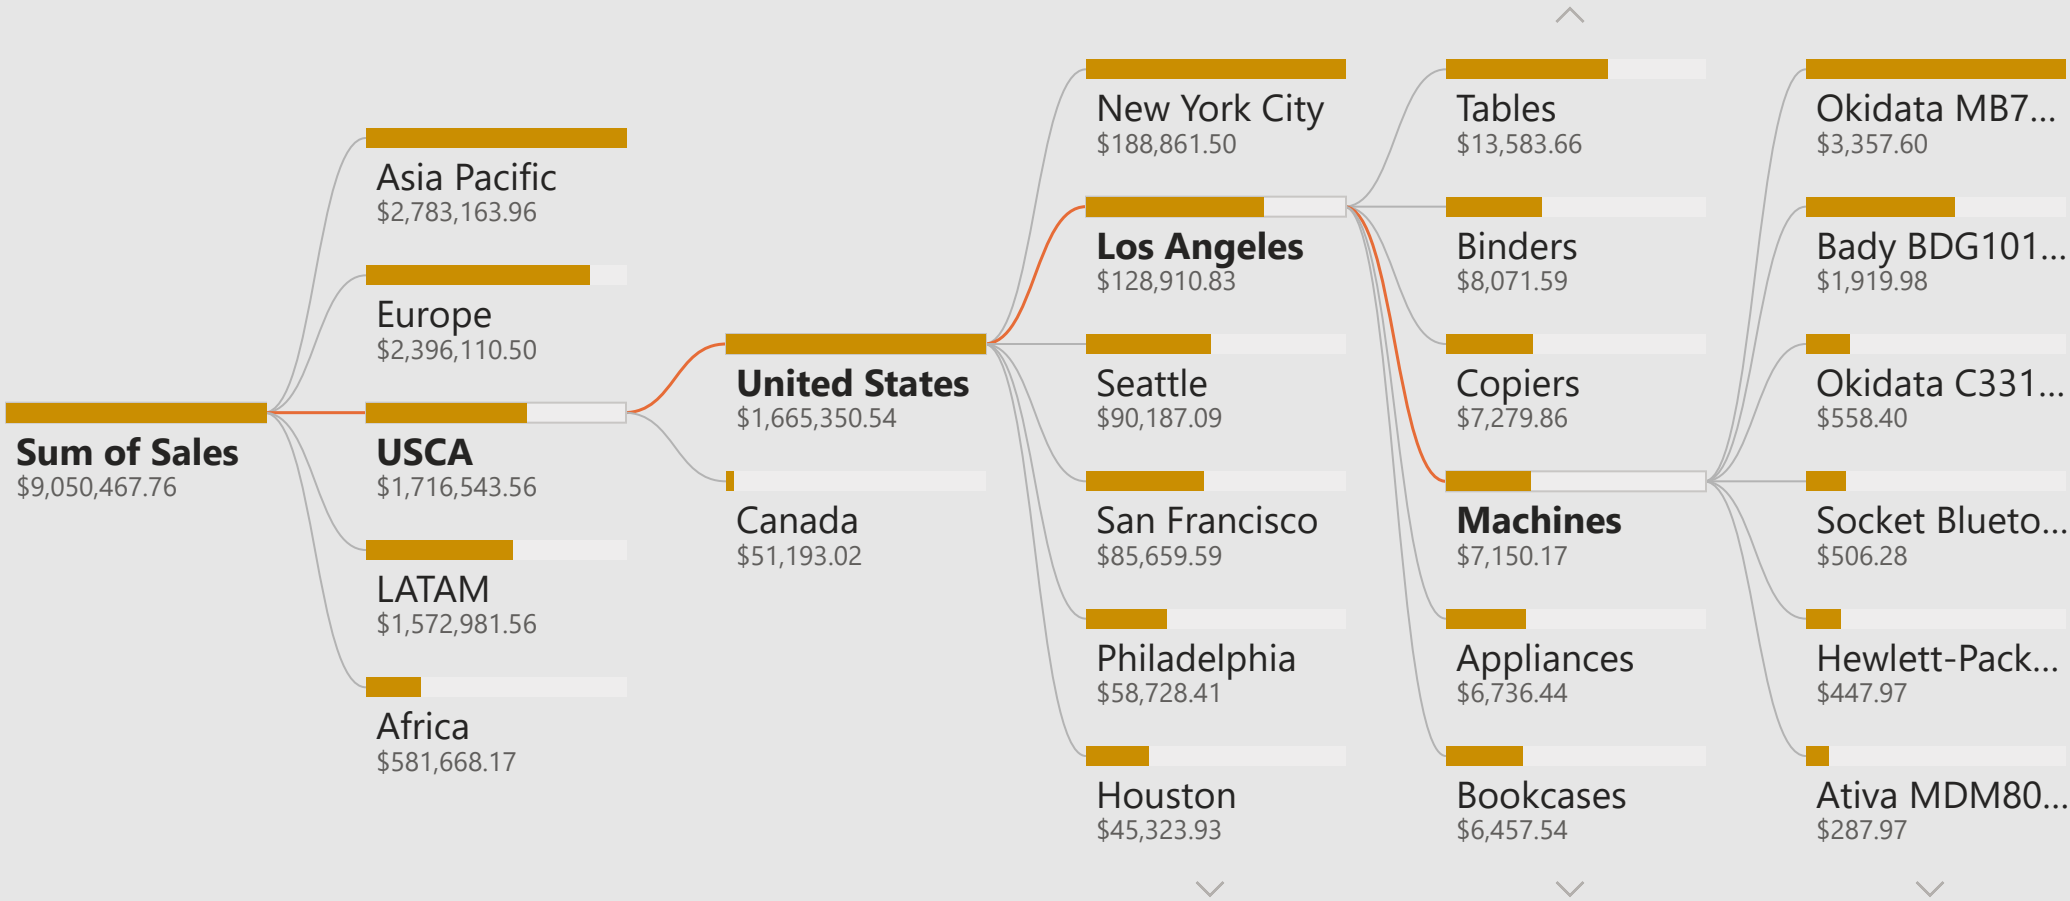 Sum of Sales
$9,050,467.76
Asia Pacific
$2,783,163.96
Europe
$2,396,110.50
USCA
$1,716,543.56
LATAM
$1,572,981.56
Africa
$581,668.17
United States
$1,665,350.54
Canada
$51,193.02
New York City
$188,861.50
Los Angeles
$128,910.83
Seattle
$90,187.09
San Francisco
$85,659.59
Philadelphia
$58,728.41
Houston
$45,323.93
Tables
$13,583.66
Binders
$8,071.59
Copiers
$7,279.86
Machines
$7,150.17
Appliances
$6,736.44
Bookcases
$6,457.54
Okidata MB7...
$3,357.60
Bady BDG101...
$1,919.98
Okidata C331...
$558.40
Socket Blueto...
$506.28
Hewlett-Pack...
$447.97
Ativa MDM80...
$287.97